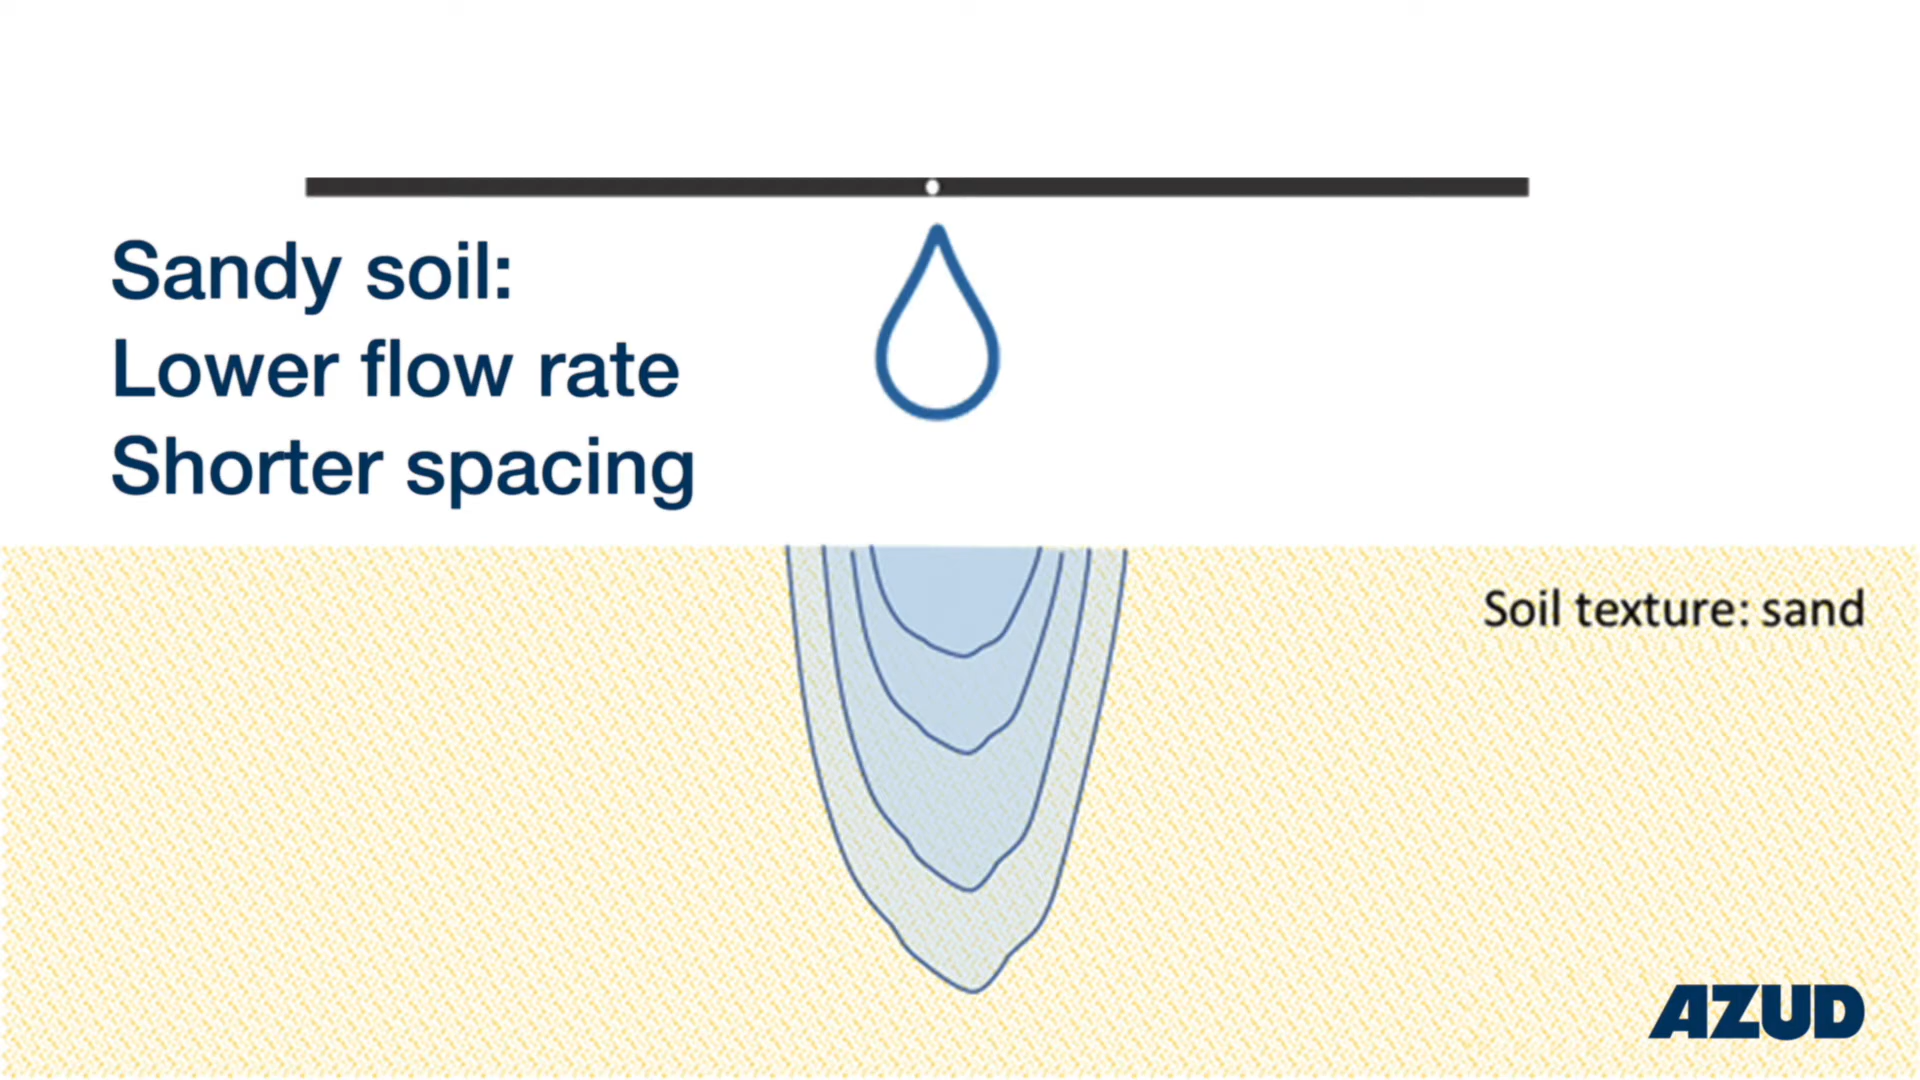 Sandy soil:
Lower flow rate
Shorter spacing
Soil texture: sand
AZUD